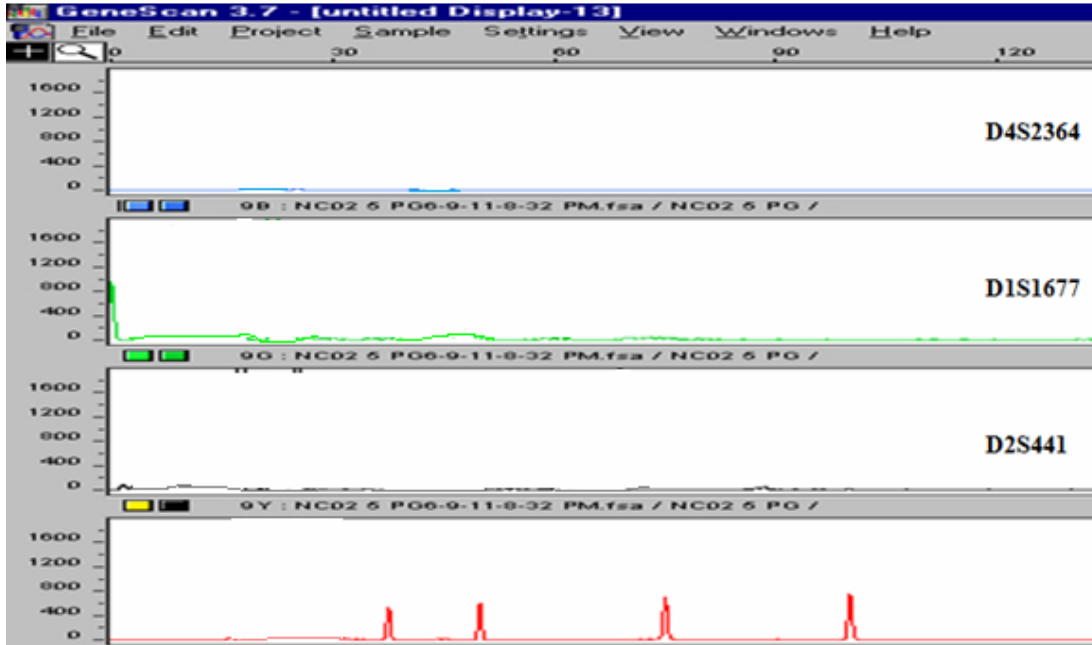 GeneScan 3.7 - [untitled Display-13]
File Edit Project Sample Settings View Windows Help
0 30 60 90 120
1600
1200
800
400
0
D4S2364
9B : NC02 5 PG6-9-11-8-32 PM.fsa / NC02 5 PG /
1600
1200
800
400
0
D1S1677
9G : NC02 5 PG6-9-11-8-32 PM.fsa / NC02 5 PG /
1600
1200
800
400
0
D2S441
9Y : NC02 5 PG6-9-11-8-32 PM.fsa / NC02 5 PG /
1600
1200
800
400
0